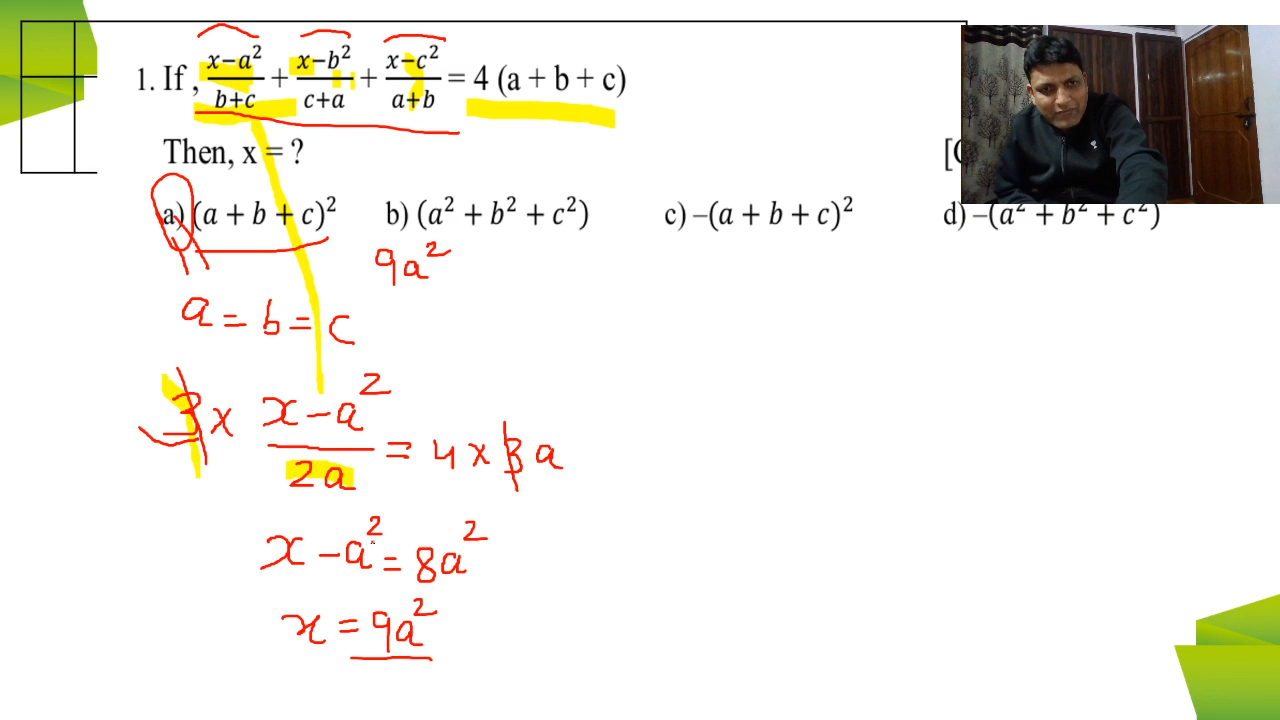 1. If, x−a²/b+c + x−b²/c+a + x−c²/a+b = 4 (a + b + c)
Then, x = ?
a) (a + b + c)² b) (a² + b² + c²) c) –(a + b + c)² d) –(a² + b² + c²)
9a²
a = b = c
3 × x − a²/2a = 4 × 3a
x − a² = 8a²
x = 9a²